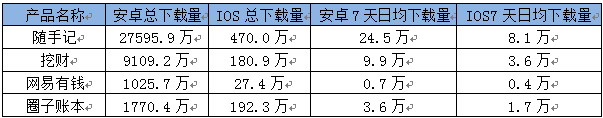 产品名称 安卓总下载量 IOS 总下载量 安卓 7 天日均下载量 IOS7 天日均下载量
随手记 27595.9 万 470.0 万 24.5 万 8.1 万
挖财 9109.2 万 180.9 万 9.9 万 3.6 万
网易有钱 1025.7 万 27.4 万 0.7 万 0.4 万
圈子账本 1770.4 万 192.3 万 3.6 万 1.7 万